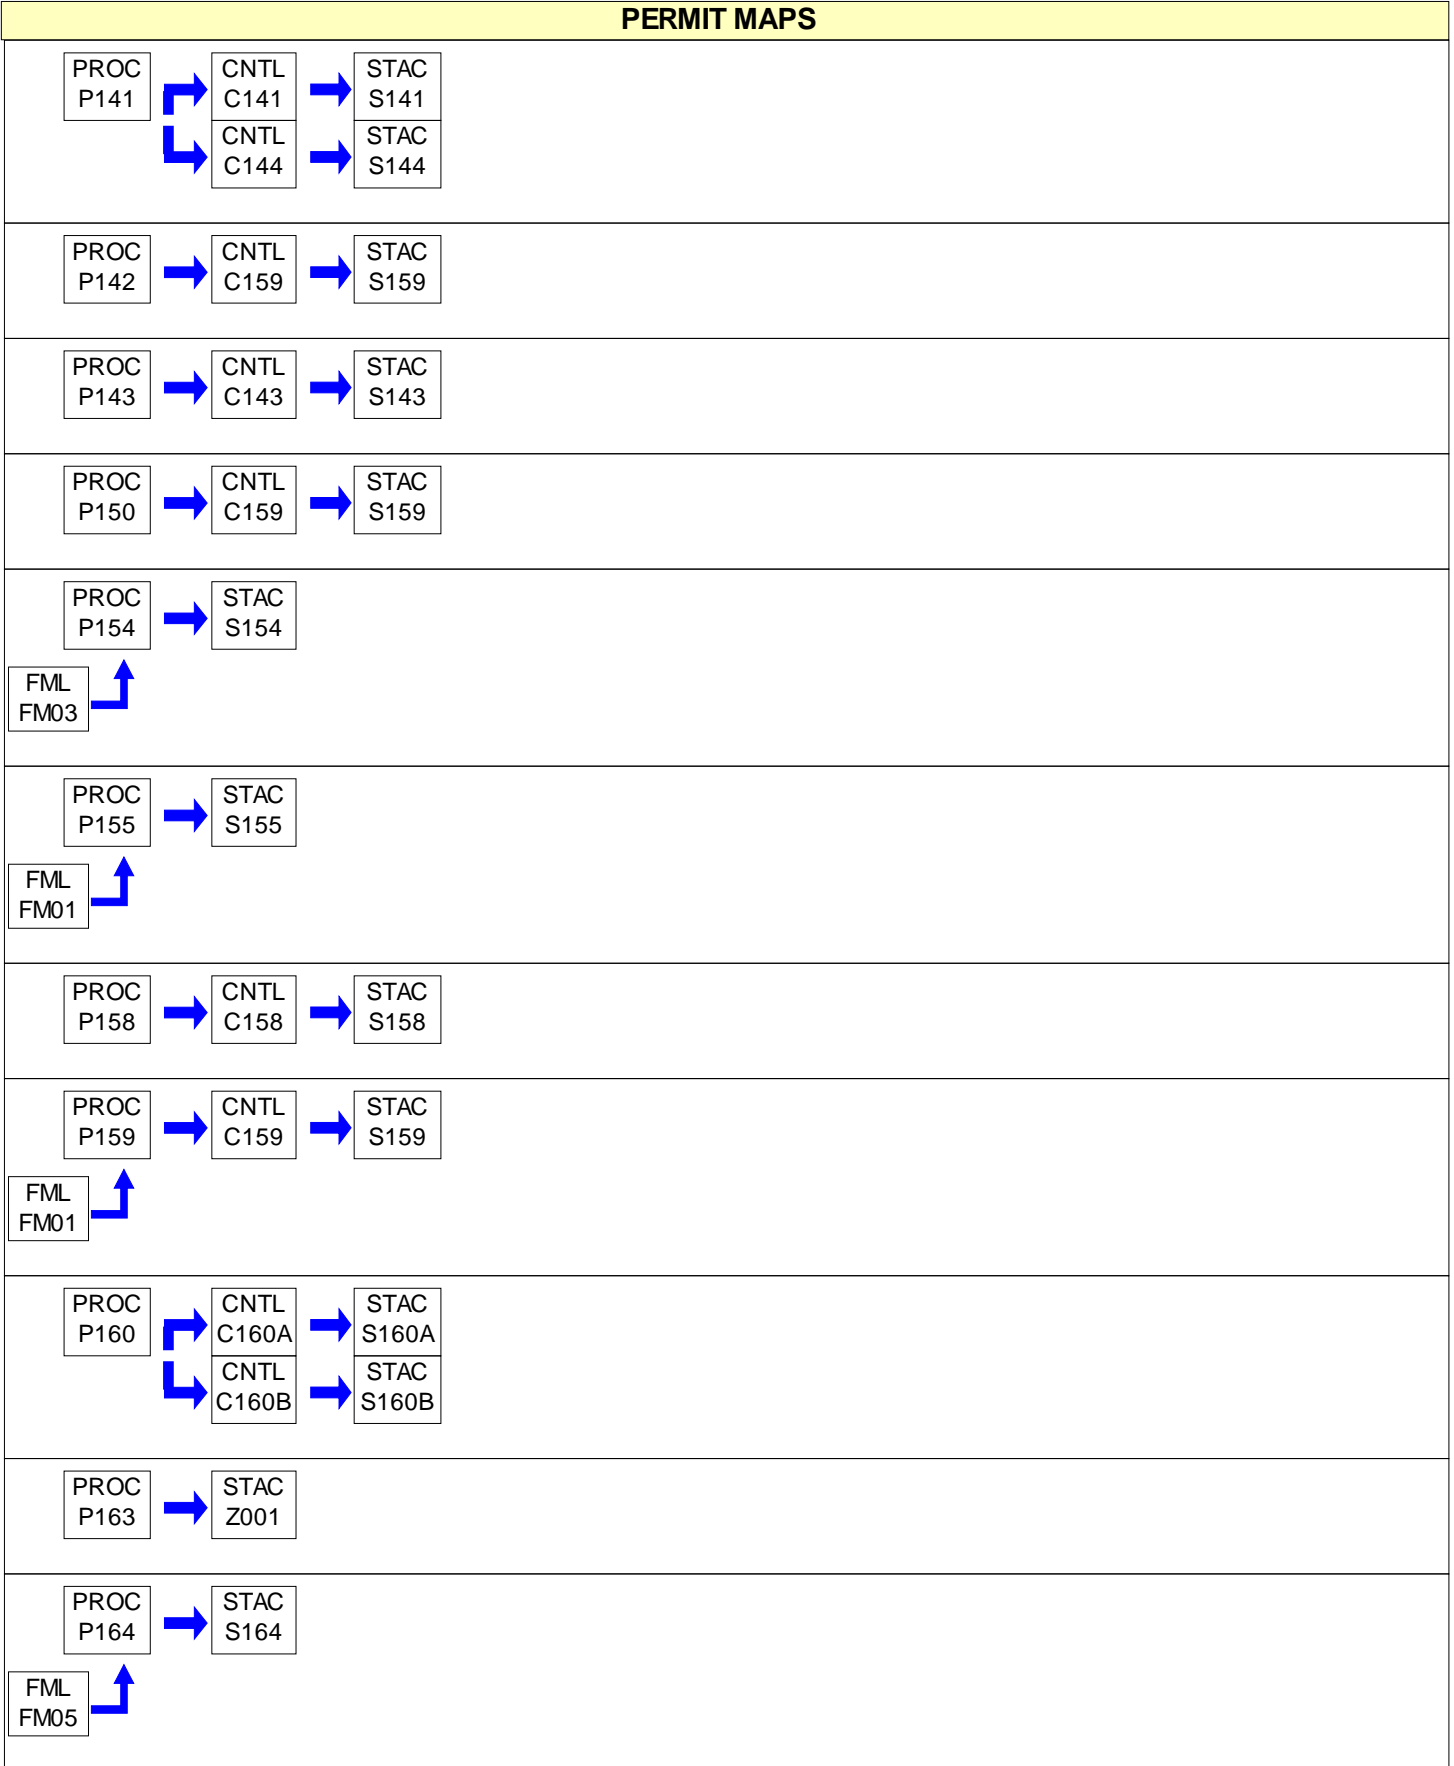 PERMIT MAPS
PROC CNTL STAC
P141 C141 S141
CNTL STAC
C144 S144
PROC CNTL STAC
P142 C159 S159
PROC CNTL STAC
P143 C143 S143
PROC CNTL STAC
P150 C159 S159
PROC STAC
P154 S154
FML
FM03
PROC STAC
P155 S155
FML
FM01
PROC CNTL STAC
P158 C158 S158
PROC CNTL STAC
P159 C159 S159
FML
FM01
PROC CNTL STAC
P160 C160A S160A
CNTL STAC
C160B S160B
PROC STAC
P163 Z001
PROC STAC
P164 S164
FML
FM05